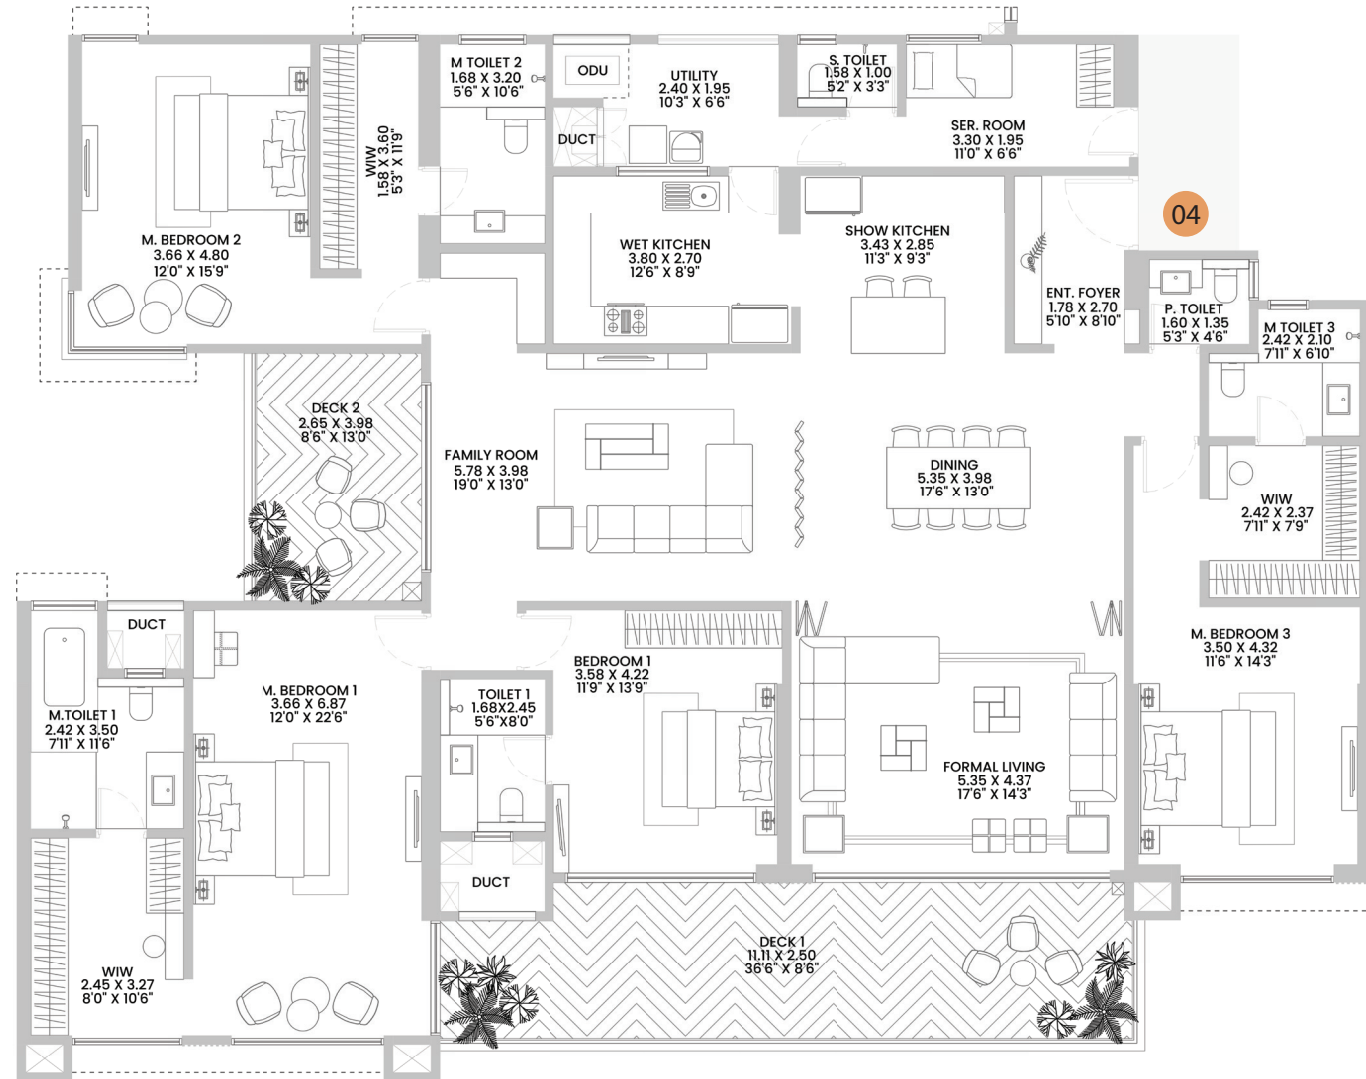 M TOILET 2
1.68 X 3.20
5'6" X 10'6"
ODU
UTILITY
2.40 X 1.95
10'3" X 6'6"
S. TOILET
1.58 X 1.00
5'2" X 3'3"
SER. ROOM
3.30 X 1.95
11'0" X 6'6"
DUCT
WIW
1.58 X 3.60
5'3" X 11'9"
M. BEDROOM 2
3.66 X 4.80
12'0" X 15'9"
WET KITCHEN
3.80 X 2.70
12'6" X 8'9"
SHOW KITCHEN
3.43 X 2.85
11'3" X 9'3"
04
ENT. FOYER
1.78 X 2.70
5'10" X 8'10"
P. TOILET
1.60 X 1.35
5'3" X 4'6"
M TOILET 3
2.42 X 2.10
7'11" X 6'10"
DECK 2
2.65 X 3.98
8'6" X 13'0"
FAMILY ROOM
5.78 X 3.98
19'0" X 13'0"
DINING
5.35 X 3.98
17'6" X 13'0"
WIW
2.42 X 2.37
7'11" X 7'9"
DUCT
M. BEDROOM 3
3.50 X 4.32
11'6" X 14'3"
BEDROOM 1
3.58 X 4.22
11'9" X 13'9"
M. BEDROOM 1
3.66 X 6.87
12'0" X 22'6"
TOILET 1
1.68X2.45
5'6"X8'0"
M.TOILET 1
2.42 X 3.50
7'11" X 11'6"
FORMAL LIVING
5.35 X 4.37
17'6" X 14'3"
DUCT
DECK 1
11.11 X 2.50
36'6" X 8'6"
WIW
2.45 X 3.27
8'0" X 10'6"